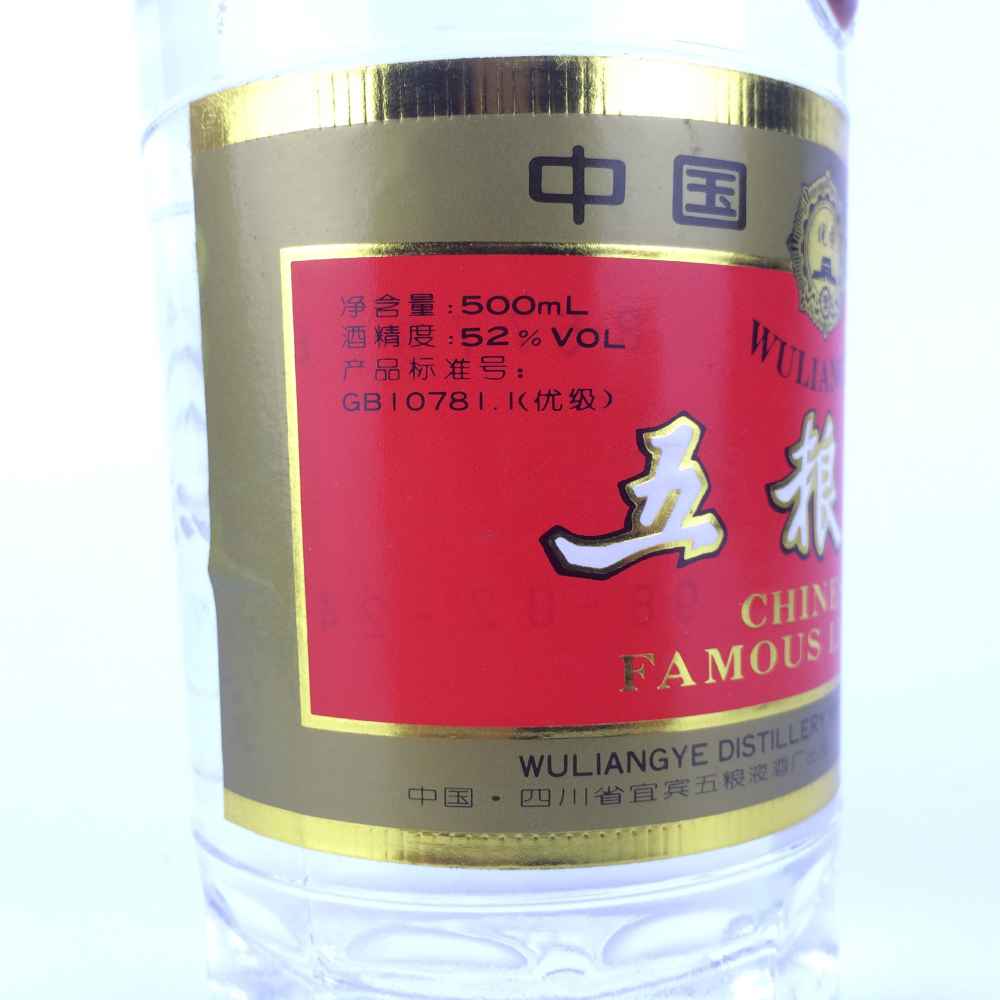 中国
净含量:500mL
酒精度:52%VOL
产品标准号:
GB10781.1(优级)
五粮
CHINE
FAMOUS
WULIANGYE DISTILLERY
中国·四川省宜宾五粮液酒厂